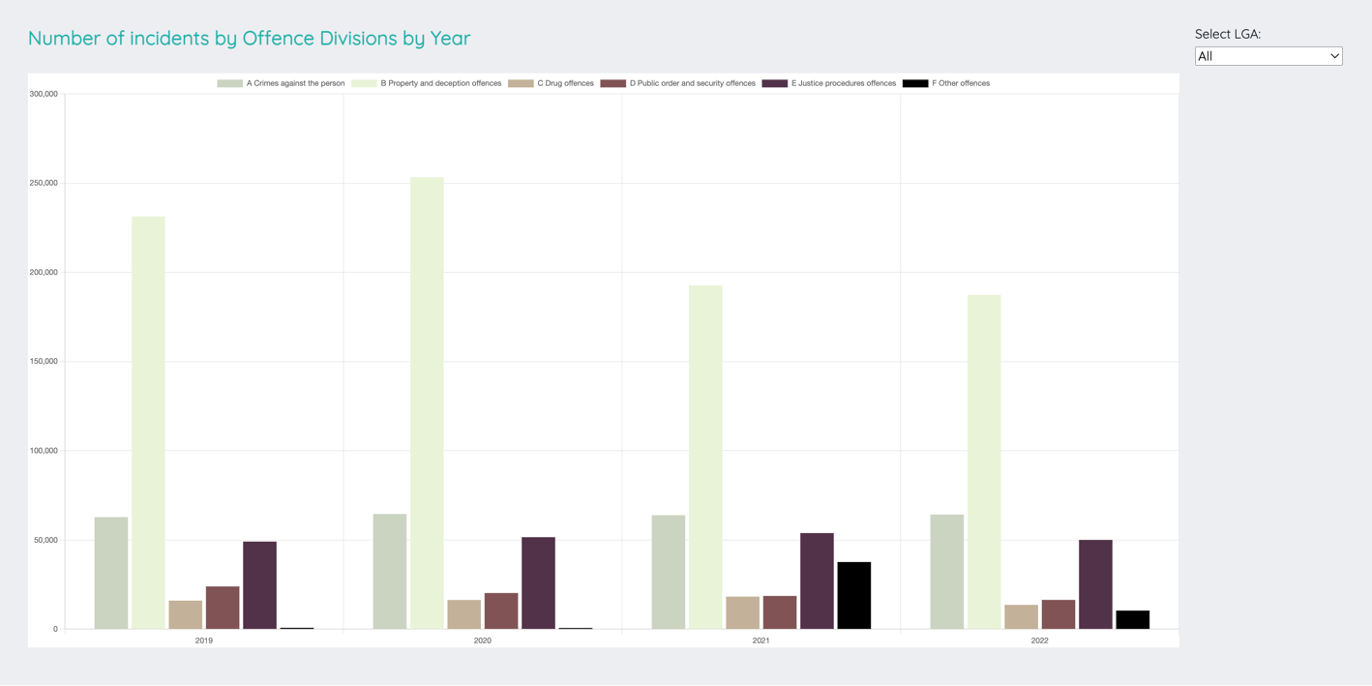 Number of incidents by Offence Divisions by Year
Select LGA:
All
A Crimes against the person B Property and deception offences C Drug offences D Public order and security offences E Justice procedures offences F Other offences
300,000
250,000
200,000
150,000
100,000
50,000
0
2019 2020 2021 2022